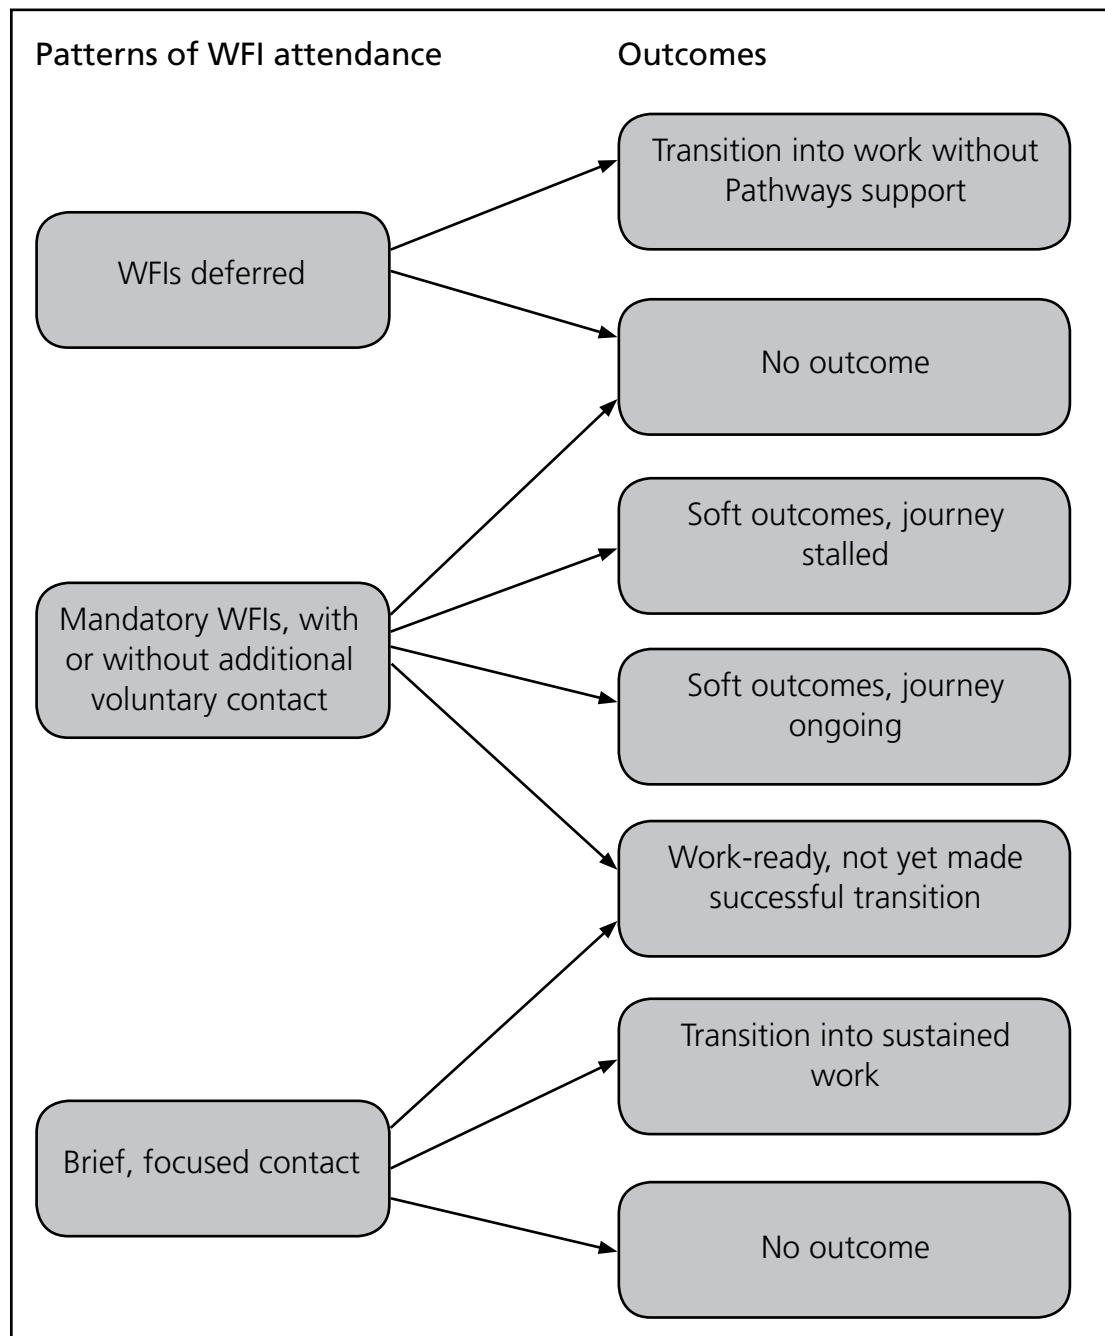 Patterns of WFI attendance
Outcomes
Transition into work without
Pathways support
WFIs deferred
No outcome
Soft outcomes, journey
stalled
Mandatory WFIs, with
or without additional
voluntary contact
Soft outcomes, journey
ongoing
Work-ready, not yet made
successful transition
Transition into sustained
work
Brief, focused contact
No outcome